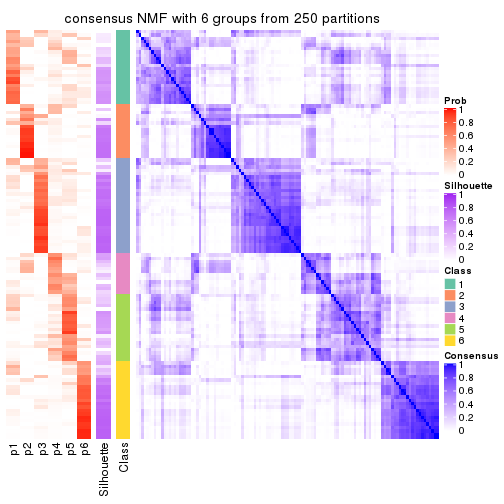 consensus NMF with 6 groups from 250 partitions
Prob
1
0.8
0.6
0.4
0.2
0
Silhouette
1
0.8
0.6
0.4
0.2
0
Class
1
2
3
4
5
6
Consensus
1
0.8
0.6
0.4
0.2
0
p1
p2
p3
p4
p5
p6
Silhouette
Class